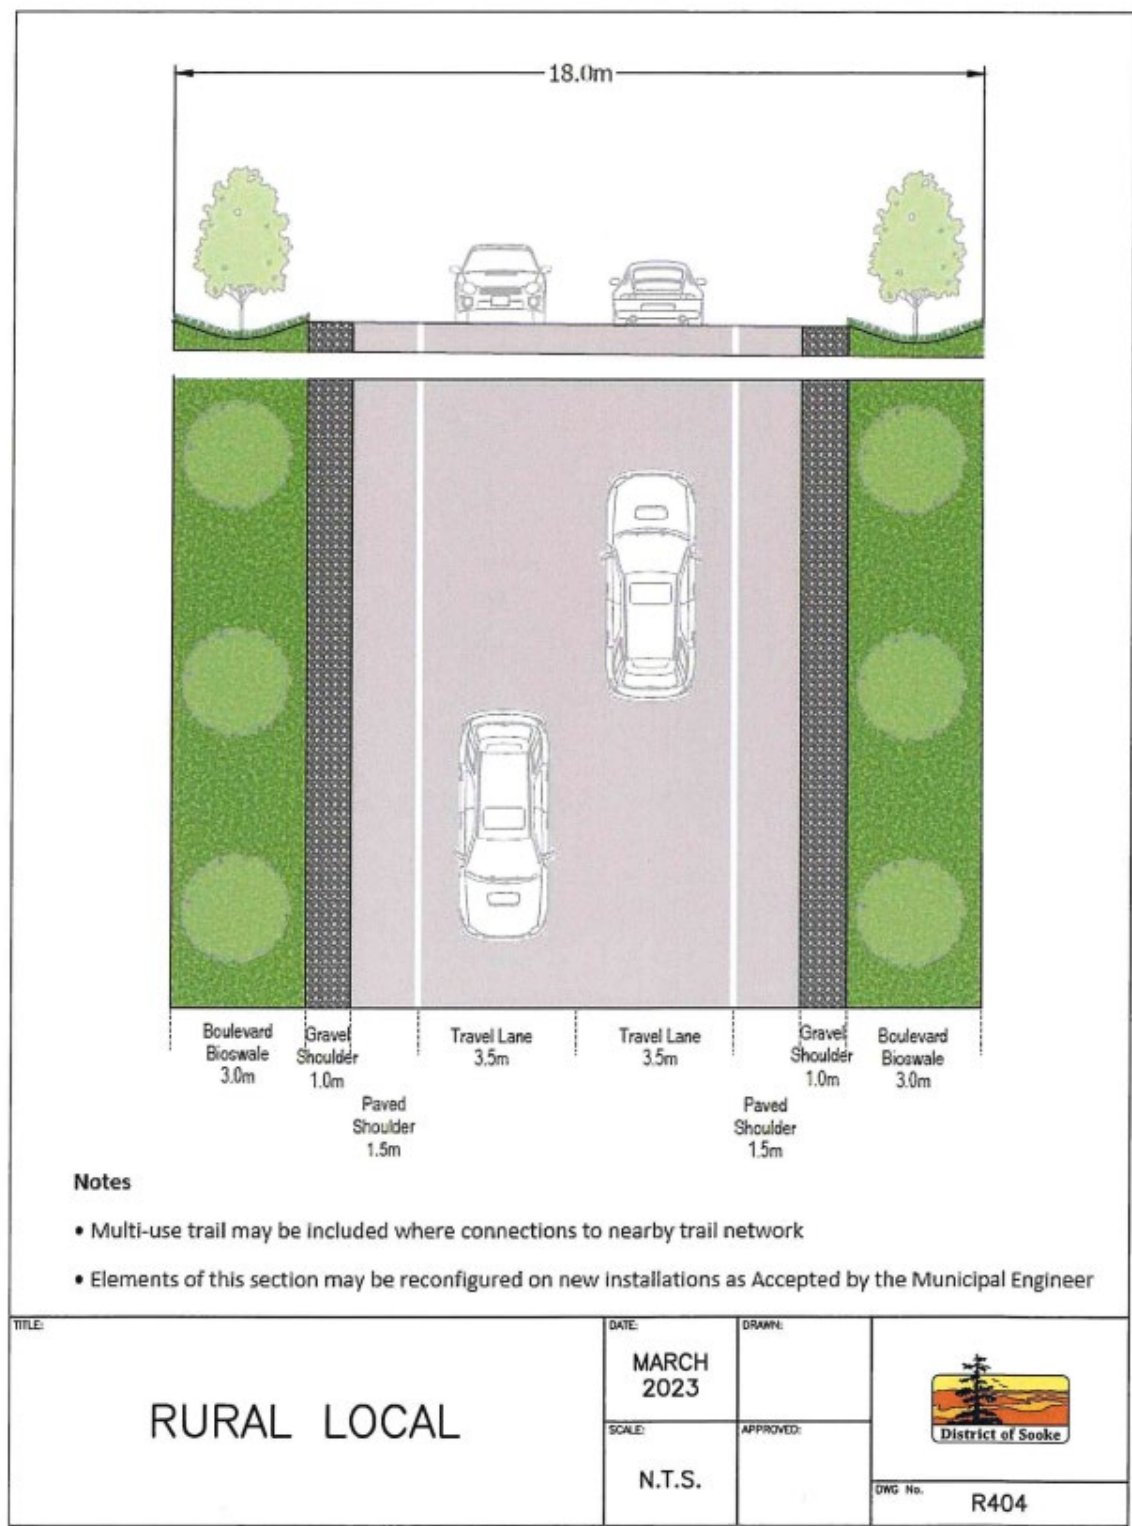 18.0m
Boulevard
Bioswale
3.0m
Gravel
Shoulder
1.0m
Paved
Shoulder
1.5m
Travel Lane
3.5m
Travel Lane
3.5m
Paved
Shoulder
1.5m
Gravel
Shoulder
1.0m
Boulevard
Bioswale
3.0m
Notes
• Multi-use trail may be included where connections to nearby trail network
• Elements of this section may be reconfigured on new installations as Accepted by the Municipal Engineer
TITLE:
RURAL LOCAL
DATE:
MARCH
2023
DRAWN:
SCALE:
N.T.S.
APPROVED:
District of Sooke
DWG No.
R404